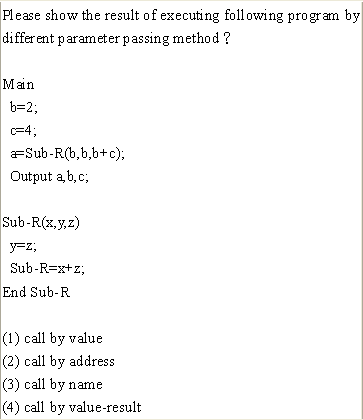 Please show the result of executing following program by
different parameter passing method？
Main
b=2;
c=4;
a=Sub-R(b,b,b+c);
Output a,b,c;
Sub-R(x,y,z)
y=z;
Sub-R=x+z;
End Sub-R
(1) call by value
(2) call by address
(3) call by name
(4) call by value-result